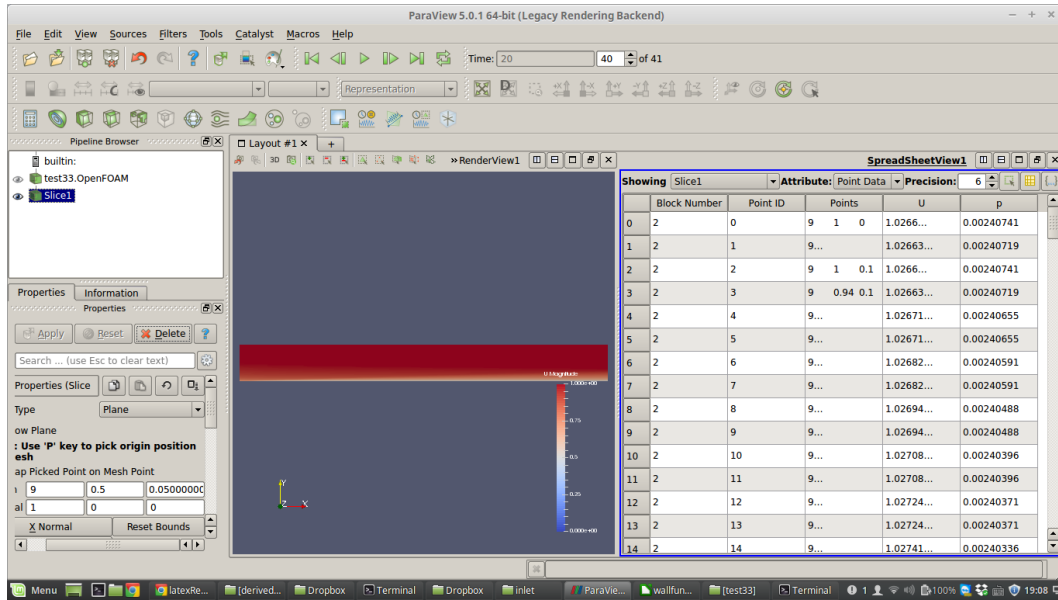 ParaView 5.0.1 64-bit (Legacy Rendering Backend)
File Edit View Sources Filters Tools Catalyst Macros Help
Time: 20 40 of 41
Representation
Pipeline Browser
builtin:
test33.OpenFOAM
Slice1
Properties Information
Properties
Apply Reset Delete ?
Search ... (use Esc to clear text)
Properties (Slice
Type Plane
ow Plane
: Use 'P' key to pick origin position
esh
ap Picked Point on Mesh Point
9 0.5 0.05000000
al 1 0 0
X Normal Reset Bounds
Layout #1 × +
3D » RenderView1
U Magnitude
1.000e+00
0.75
0.5
0.25
0.000e+00
Y
Z X
SpreadSheetView1
Showing Slice1 Attribute: Point Data Precision: 6
Block Number Point ID Points U p
0 2 0 9 1 0 1.0266... 0.00240741
1 2 1 9... 1.02663... 0.00240719
2 2 2 9 1 0.1 1.0266... 0.00240741
3 2 3 9 0.94 0.1 1.02663... 0.00240719
4 2 4 9... 1.02671... 0.00240655
5 2 5 9... 1.02671... 0.00240655
6 2 6 9... 1.02682... 0.00240591
7 2 7 9... 1.02682... 0.00240591
8 2 8 9... 1.02694... 0.00240488
9 2 9 9... 1.02694... 0.00240488
10 2 10 9... 1.02708... 0.00240396
11 2 11 9... 1.02708... 0.00240396
12 2 12 9... 1.02724... 0.00240371
13 2 13 9... 1.02724... 0.00240371
14 2 14 9... 1.02741... 0.00240336
Menu latexRe... [derived... Dropbox Terminal Dropbox inlet ParaVie... wallfun... [test33] Terminal 1 100% 19:08